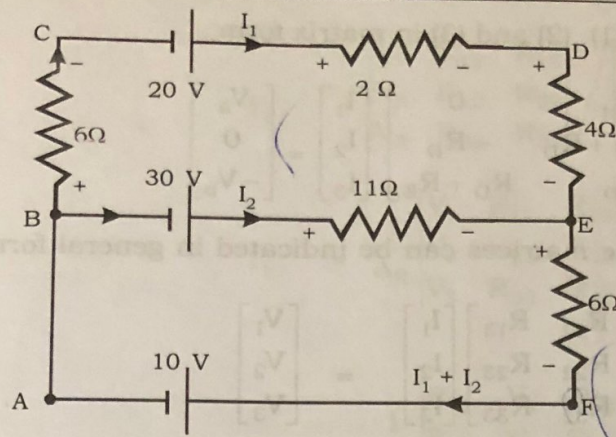 C I₁ D
+ − + −
2 Ω
20 V
6Ω 4Ω
− +
30 V 11Ω
B I₂ E
+ − + −
6Ω
10 V
A I₁ + I₂ F